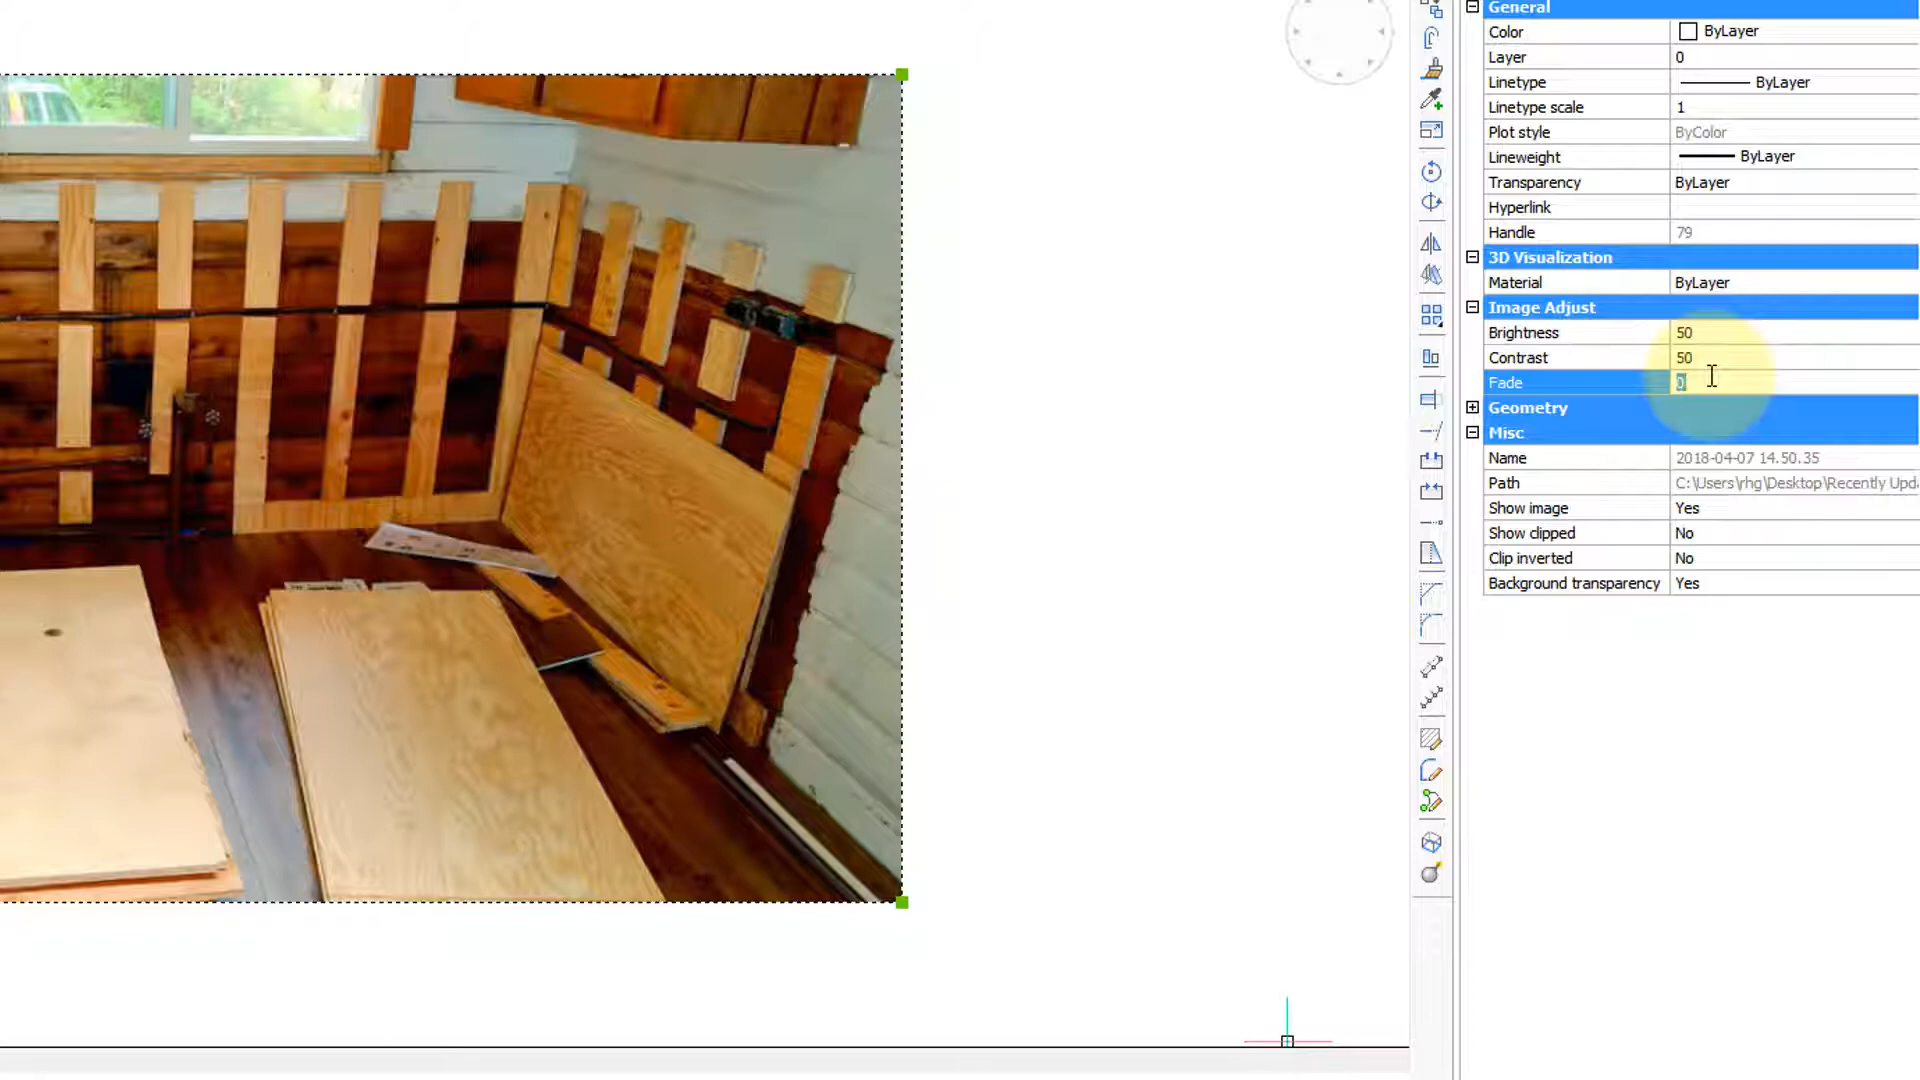 General
Color ByLayer
Layer 0
Linetype ByLayer
Linetype scale 1
Plot style ByColor
Lineweight ByLayer
Transparency ByLayer
Hyperlink
Handle 79
3D Visualization
Material ByLayer
Image Adjust
Brightness 50
Contrast 50
Fade 0
Geometry
Misc
Name 2018-04-07 14.50.35
Path C:\Users\rhg\Desktop\Recently Upda
Show image Yes
Show clipped No
Clip inverted No
Background transparency Yes